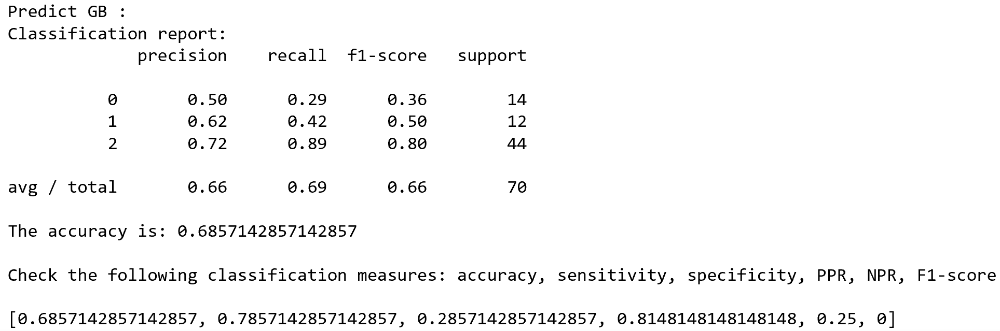 Predict GB :
Classification report:
precision recall f1-score support
0 0.50 0.29 0.36 14
1 0.62 0.42 0.50 12
2 0.72 0.89 0.80 44
avg / total 0.66 0.69 0.66 70
The accuracy is: 0.6857142857142857
Check the following classification measures: accuracy, sensitivity, specificity, PPR, NPR, F1-score
[0.6857142857142857, 0.7857142857142857, 0.2857142857142857, 0.8148148148148148, 0.25, 0]